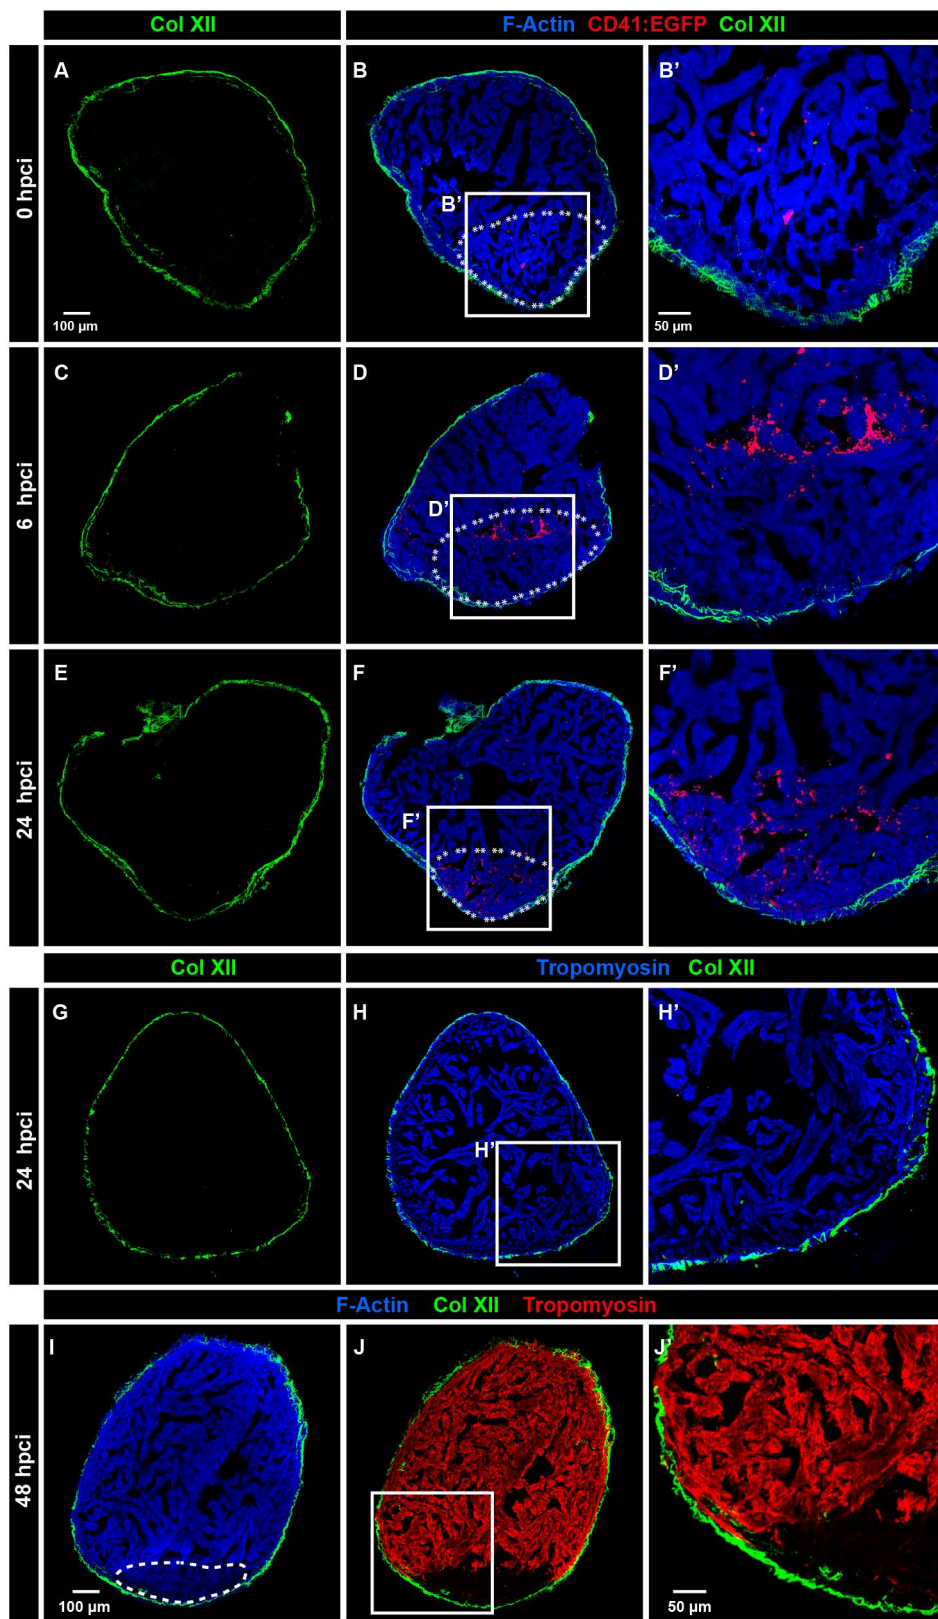 Col XII
F-Actin CD41:EGFP Col XII
0 hpci
A
B
B’
B’
100 µm
50 µm
6 hpci
C
D
D’
D’
24 hpci
E
F
F’
F’
Col XII
Tropomyosin Col XII
24 hpci
G
H
H’
H’
F-Actin Col XII Tropomyosin
48 hpci
I
J
J’
100 µm
50 µm